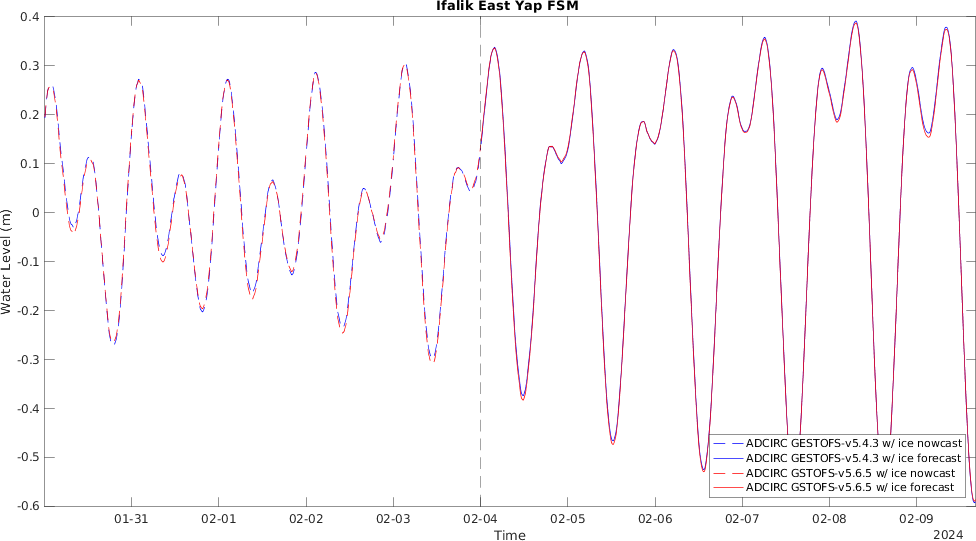 Ifalik East Yap FSM
0.4
0.3
0.2
0.1
0
-0.1
-0.2
-0.3
-0.4
-0.5
-0.6
Water Level (m)
ADCIRC GESTOFS-v5.4.3 w/ ice nowcast
ADCIRC GESTOFS-v5.4.3 w/ ice forecast
ADCIRC GSTOFS-v5.6.5 w/ ice nowcast
ADCIRC GSTOFS-v5.6.5 w/ ice forecast
01-31 02-01 02-02 02-03 02-04 02-05 02-06 02-07 02-08 02-09
Time
2024